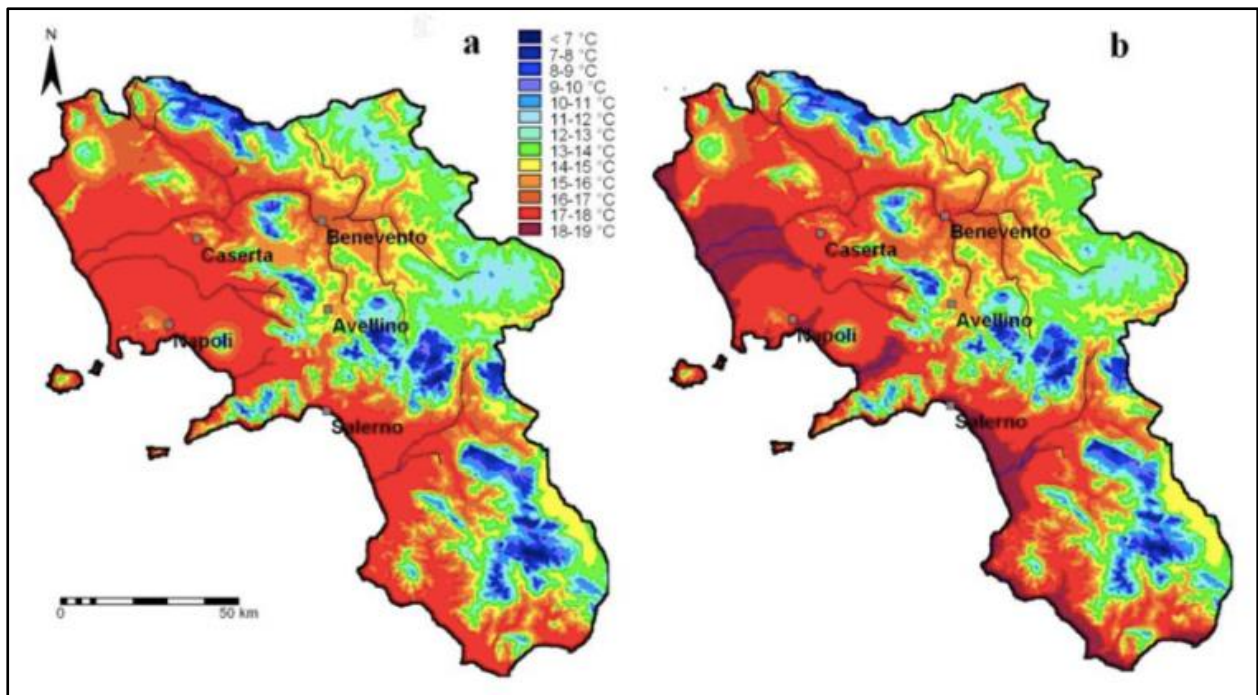 N
a
< 7 °C
7-8 °C
8-9 °C
9-10 °C
10-11 °C
11-12 °C
12-13 °C
13-14 °C
14-15 °C
15-16 °C
16-17 °C
17-18 °C
18-19 °C
Benevento
Caserta
Avellino
Napoli
Salerno
0 50 km
b
Benevento
Caserta
Avellino
Napoli
Salerno